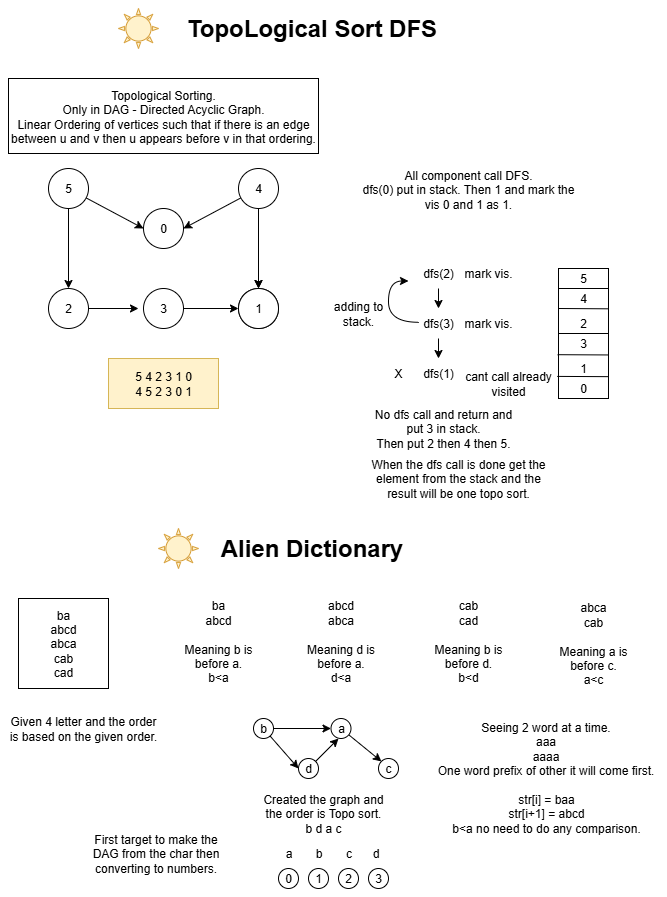 TopoLogical Sort DFS
Topological Sorting.
Only in DAG - Directed Acyclic Graph.
Linear Ordering of vertices such that if there is an edge
between u and v then u appears before v in that ordering.
5
4
0
2
3
1
5 4 2 3 1 0
4 5 2 3 0 1
All component call DFS.
dfs(0) put in stack. Then 1 and mark the
vis 0 and 1 as 1.
dfs(2) mark vis.
adding to
stack.
dfs(3) mark vis.
X dfs(1) cant call already
visited
5
4
2
3
1
0
No dfs call and return and
put 3 in stack.
Then put 2 then 4 then 5.
When the dfs call is done get the
element from the stack and the
result will be one topo sort.
Alien Dictionary
ba
abcd
abca
cab
cad
ba
abcd
Meaning b is
before a.
b<a
abcd
abca
Meaning d is
before a.
d<a
cab
cad
Meaning b is
before d.
b<d
abca
cab
Meaning a is
before c.
a<c
Given 4 letter and the order
is based on the given order.
b
a
d
c
Created the graph and
the order is Topo sort.
b d a c
Seeing 2 word at a time.
aaa
aaaa
One word prefix of other it will come first.
str[i] = baa
str[i+1] = abcd
b<a no need to do any comparison.
First target to make the
DAG from the char then
converting to numbers.
a b c d
0 1 2 3